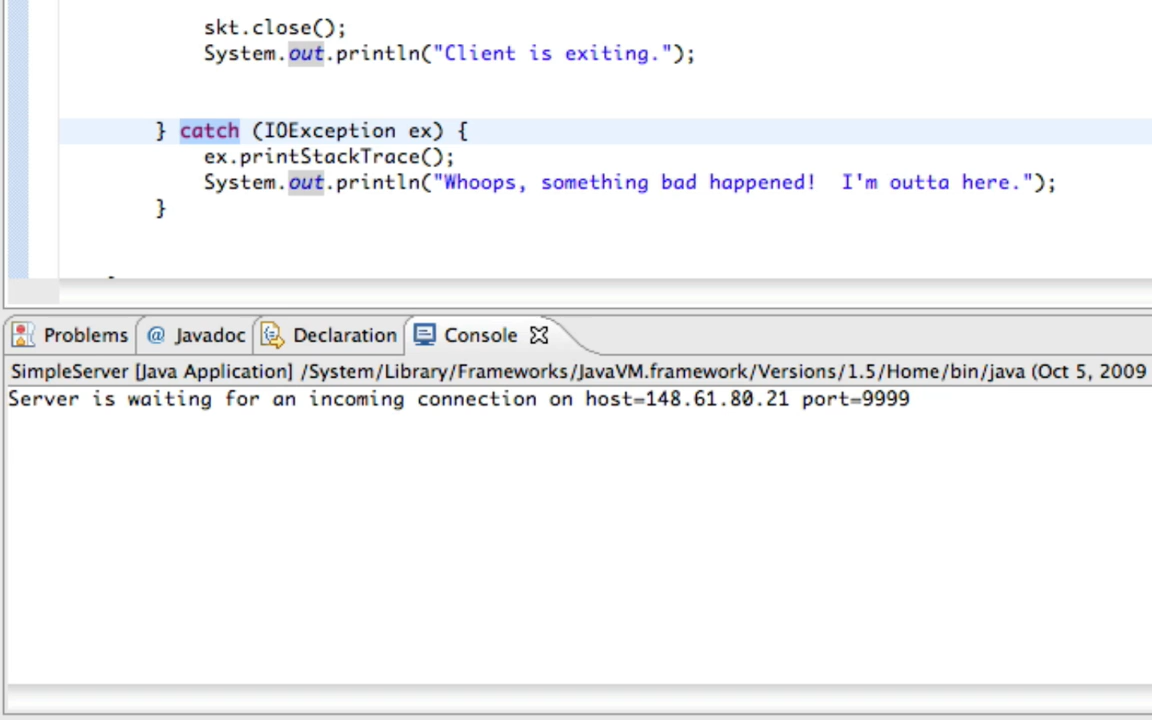 skt.close();
System.out.println("Client is exiting.");
} catch (IOException ex) {
ex.printStackTrace();
System.out.println("Whoops, something bad happened!  I'm outta here.");
}
Problems @ Javadoc Declaration Console
SimpleServer [Java Application] /System/Library/Frameworks/JavaVM.framework/Versions/1.5/Home/bin/java (Oct 5, 2009
Server is waiting for an incoming connection on host=148.61.80.21 port=9999